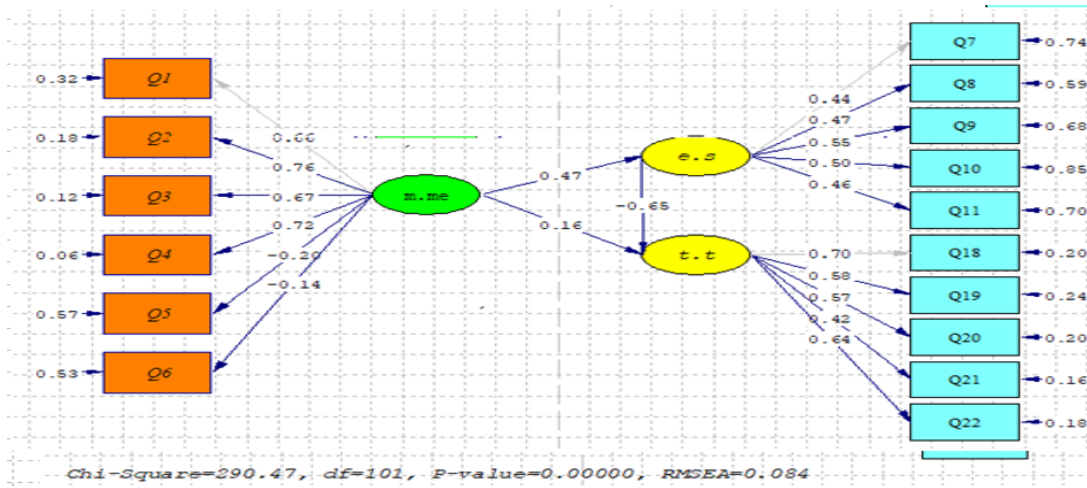 0.32 Q1
0.18 Q2
0.12 Q3
0.06 Q4
0.57 Q5
0.53 Q6
0.66
0.76
0.67
0.72
-0.20
-0.14
m.me
0.47
0.16
e.s
-0.65
t.t
0.44
0.47
0.55
0.50
0.46
0.70
0.58
0.57
0.42
0.64
Q7 0.74
Q8 0.59
Q9 0.68
Q10 0.85
Q11 0.70
Q18 0.20
Q19 0.24
Q20 0.20
Q21 0.16
Q22 0.18
Chi-Square=290.47, df=101, P-value=0.00000, RMSEA=0.084